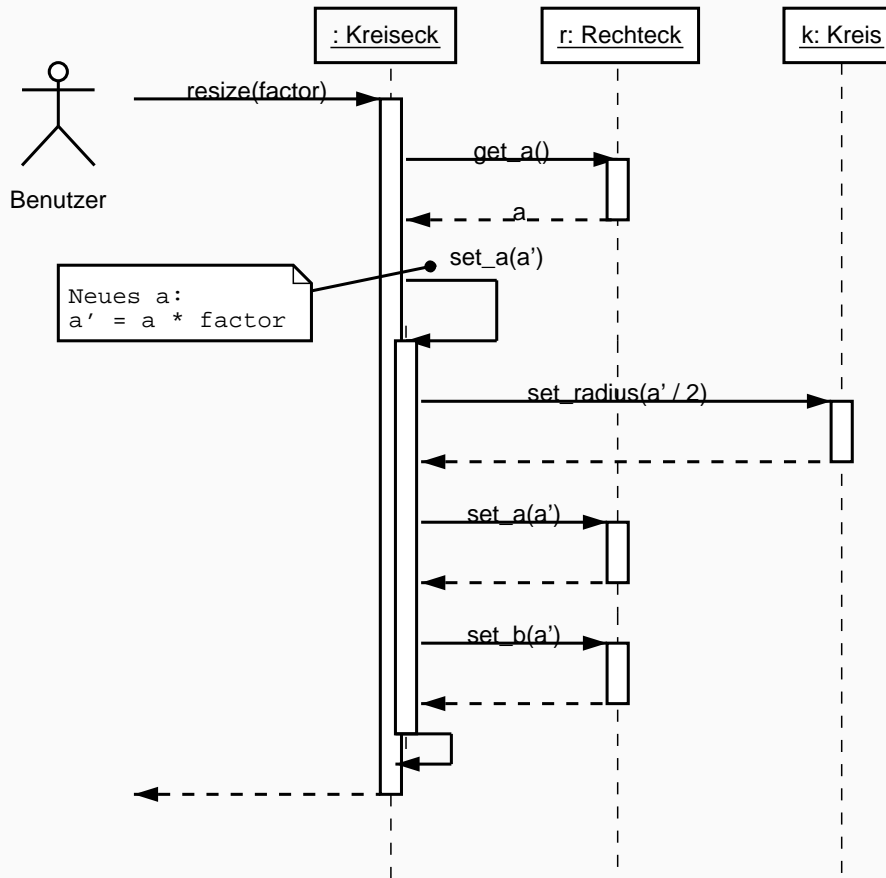 : Kreiseck
r: Rechteck
k: Kreis
resize(factor)
get_a()
Benutzer
a
set_a(a’)
Neues a:
a’ = a * factor
set_radius(a’ / 2)
set_a(a’)
set_b(a’)